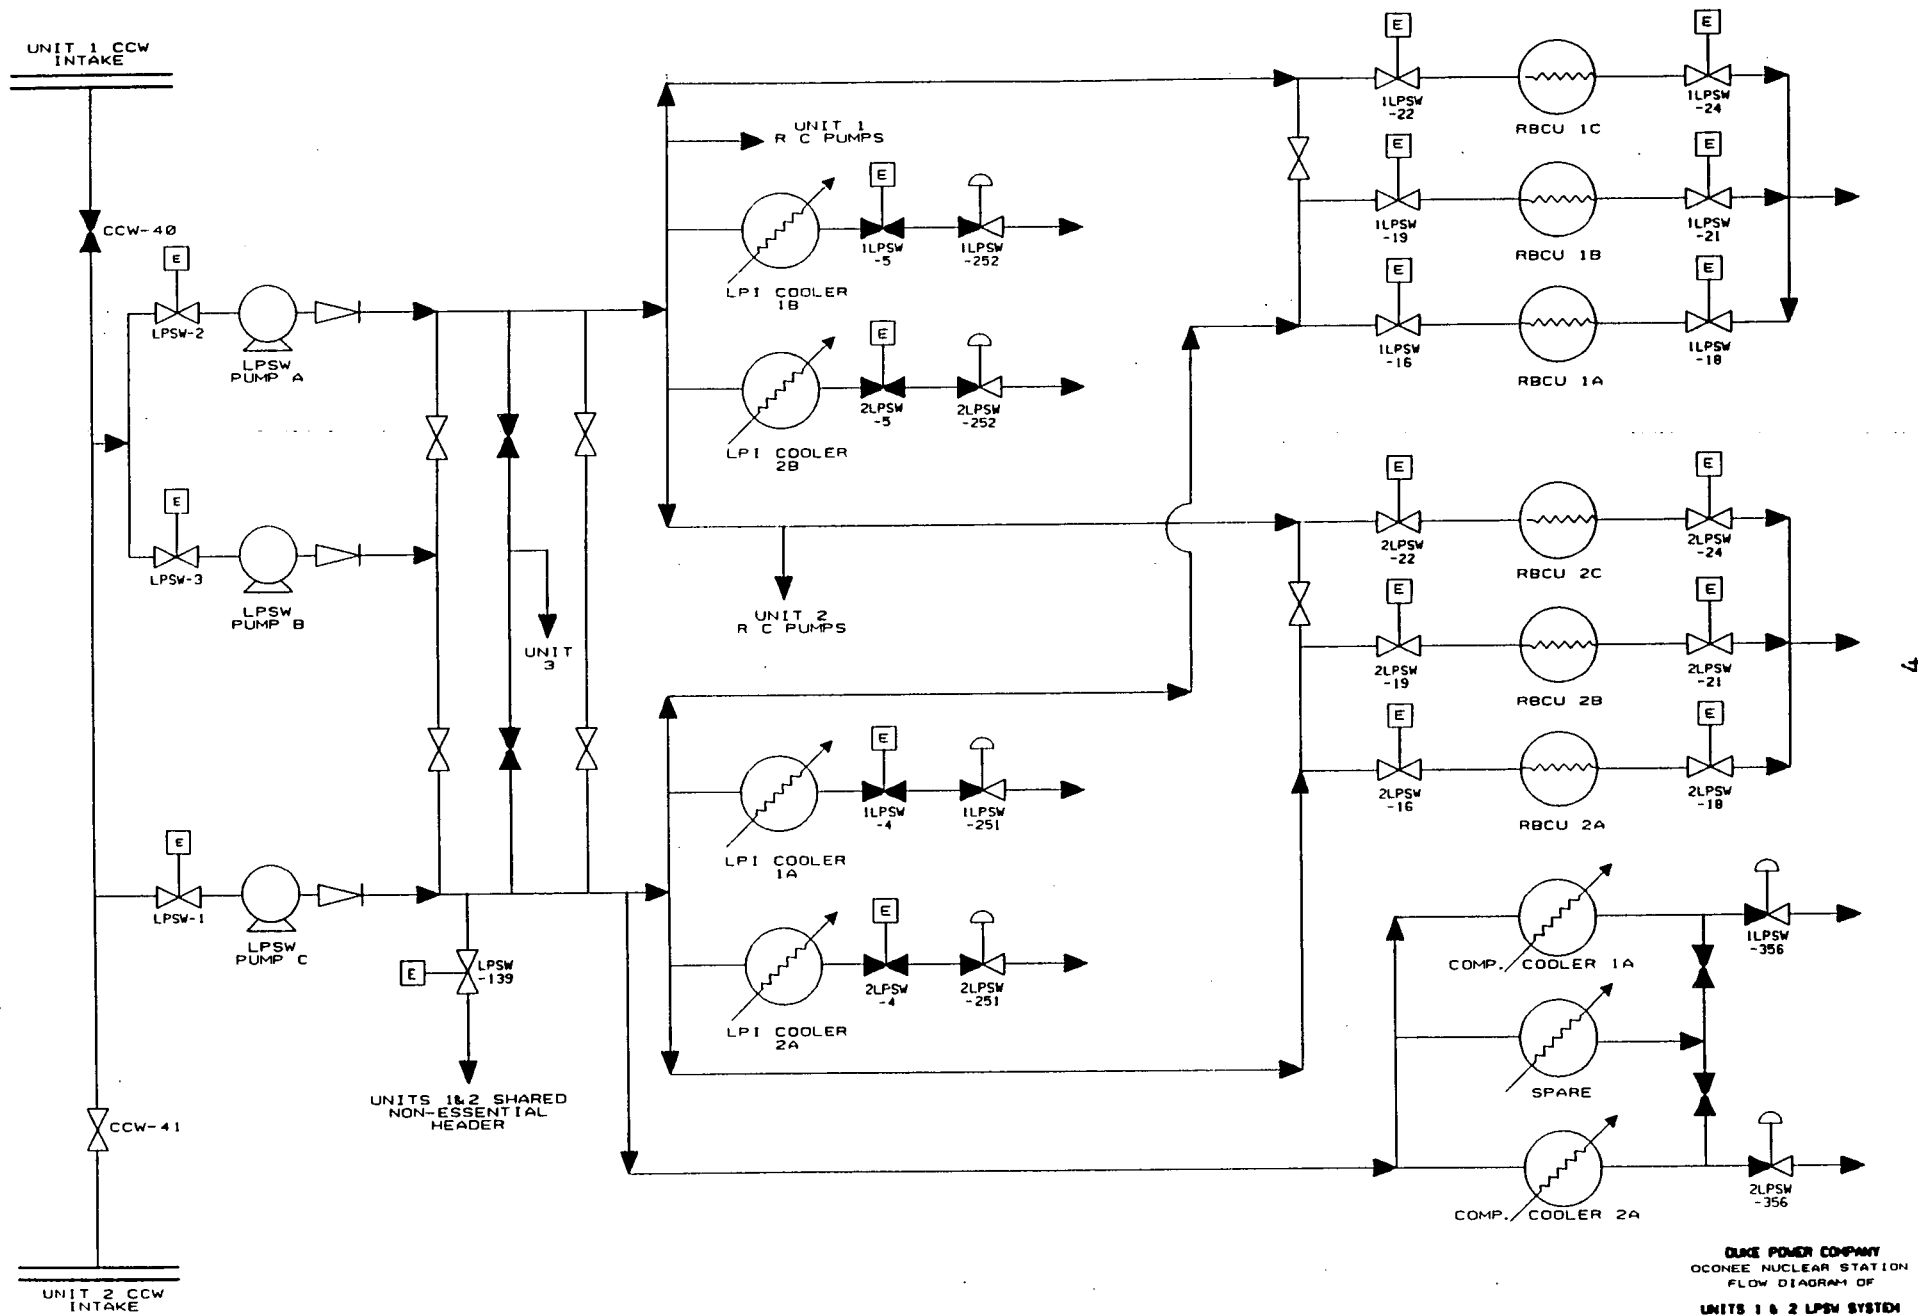 UNIT 1 CCW
INTAKE
CCW-40
E
LPSW-2
LPSW
PUMP A
E
LPSW-3
LPSW
PUMP B
E
LPSW-1
LPSW
PUMP C
CCW-41
UNIT 2 CCW
INTAKE
UNIT
3
E
LPSW
-139
UNITS 1&2 SHARED
NON-ESSENTIAL
HEADER
UNIT 1
R C PUMPS
LPI COOLER
1B
E
1LPSW
-5
1LPSW
-252
LPI COOLER
2B
E
2LPSW
-5
2LPSW
-252
UNIT 2
R C PUMPS
LPI COOLER
1A
E
1LPSW
-4
1LPSW
-251
LPI COOLER
2A
E
2LPSW
-4
2LPSW
-251
E
1LPSW
-22
RBCU 1C
E
1LPSW
-24
E
1LPSW
-19
RBCU 1B
E
1LPSW
-21
E
1LPSW
-16
RBCU 1A
E
1LPSW
-18
E
2LPSW
-22
RBCU 2C
E
2LPSW
-24
E
2LPSW
-19
RBCU 2B
E
2LPSW
-21
E
2LPSW
-16
RBCU 2A
E
2LPSW
-18
COMP. COOLER 1A
1LPSW
-356
SPARE
COMP. COOLER 2A
2LPSW
-356
4
DUKE POWER COMPANY
OCONEE NUCLEAR STATION
FLOW DIAGRAM OF
UNITS 1 & 2 LPSW SYSTEM